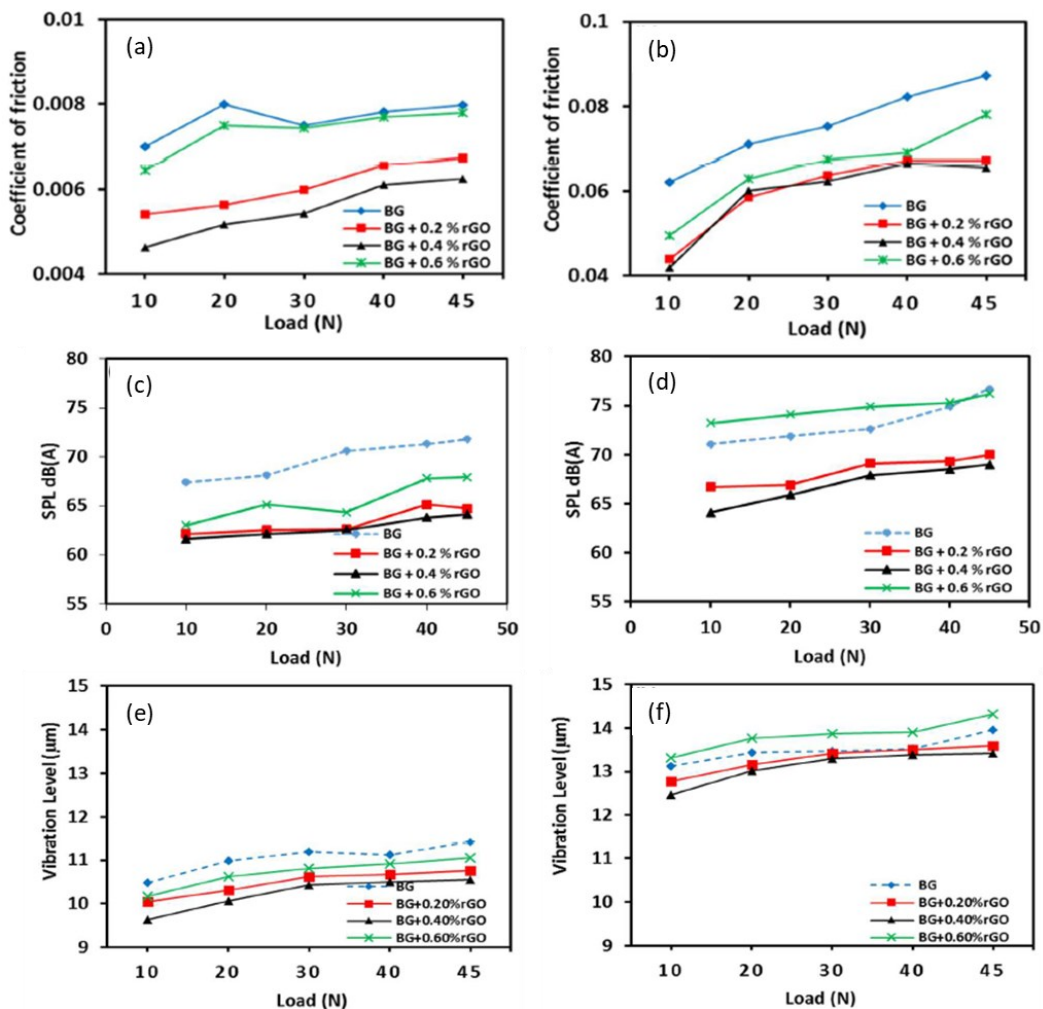 (a)
Coefficient of friction
0.01
0.008
0.006
0.004
10 20 30 40 45
Load (N)
BG
BG + 0.2 % rGO
BG + 0.4 % rGO
BG + 0.6 % rGO
(b)
Coefficient of friction
0.1
0.08
0.06
0.04
10 20 30 40 45
Load (N)
BG
BG + 0.2 % rGO
BG + 0.4 % rGO
BG + 0.6 % rGO
(c)
SPL dB(A)
80
75
70
65
60
55
0 10 20 30 40 50
Load (N)
BG
BG + 0.2 % rGO
BG + 0.4 % rGO
BG + 0.6 % rGO
(d)
SPL dB(A)
80
75
70
65
60
55
0 10 20 30 40 50
Load (N)
BG
BG + 0.2 % rGO
BG + 0.4 % rGO
BG + 0.6 % rGO
(e)
Vibration Level (µm)
15
14
13
12
11
10
9
10 20 30 40 45
Load (N)
BG
BG+0.20%rGO
BG+0.40%rGO
BG+0.60%rGO
(f)
Vibration Level (µm)
15
14
13
12
11
10
9
10 20 30 40 45
Load (N)
BG
BG+0.20%rGO
BG+0.40%rGO
BG+0.60%rGO